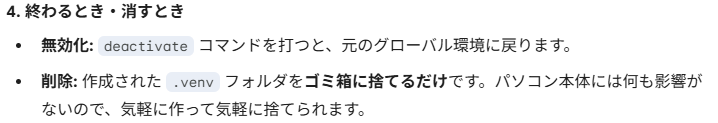 4. 終わるとき・消すとき
• 無効化: deactivate コマンドを打つと、元のグローバル環境に戻ります。
• 削除: 作成された .venv フォルダをゴミ箱に捨てるだけです。パソコン本体には何も影響が
ないので、気軽に作って気軽に捨てられます。